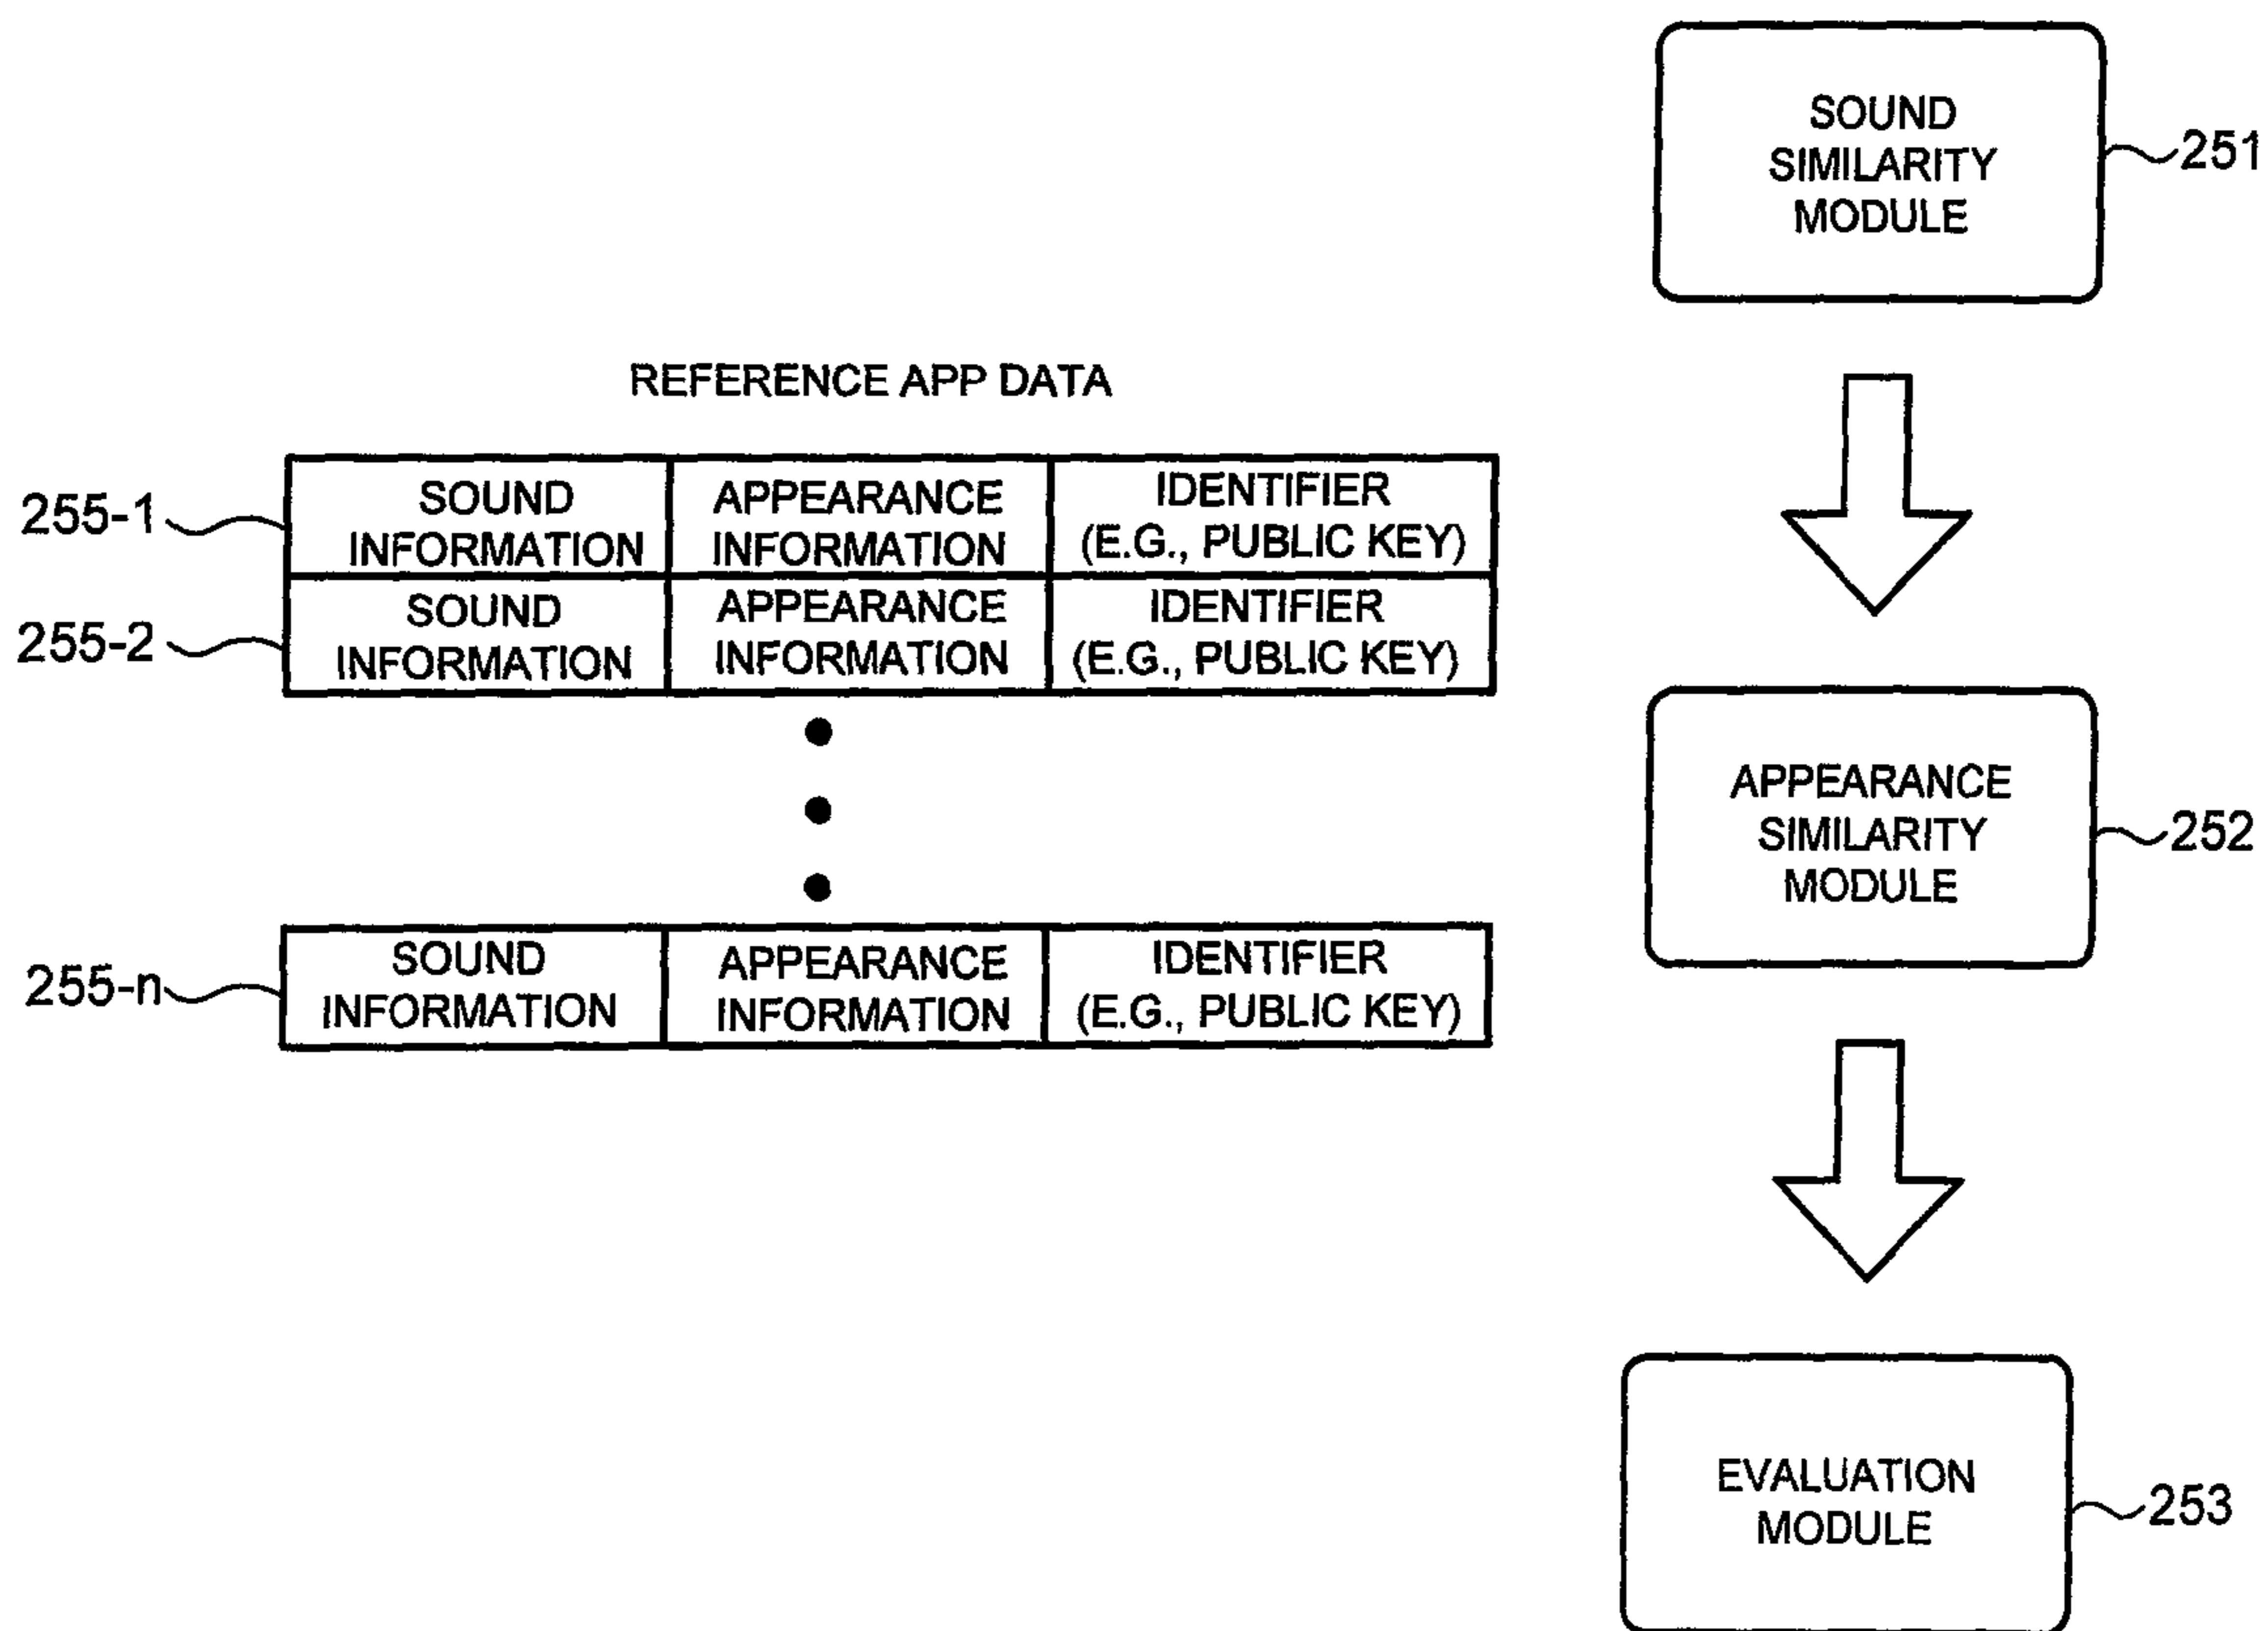 SOUND
SIMILARITY
MODULE
251
REFERENCE APP DATA
255-1
SOUND
INFORMATION
APPEARANCE
INFORMATION
IDENTIFIER
(E.G., PUBLIC KEY)
255-2
SOUND
INFORMATION
APPEARANCE
INFORMATION
IDENTIFIER
(E.G., PUBLIC KEY)
APPEARANCE
SIMILARITY
MODULE
252
255-n
SOUND
INFORMATION
APPEARANCE
INFORMATION
IDENTIFIER
(E.G., PUBLIC KEY)
EVALUATION
MODULE
253